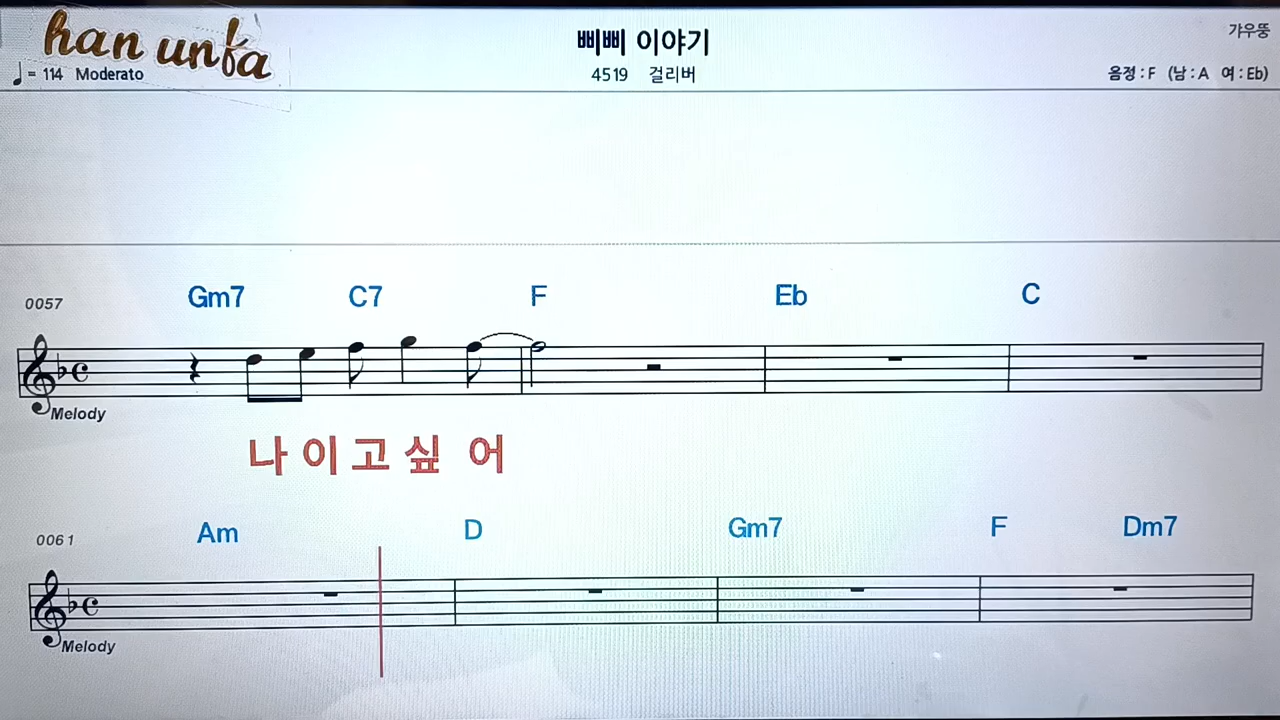 han unfa
갸우뚱
삐삐 이야기
♩= 114 Moderato
4519 걸리버
음정 : F (남 : A 여 : Eb)
0057
Gm7 C7 F Eb C
Melody
나 이 고 싶 어
0061
Am D Gm7 F Dm7
Melody